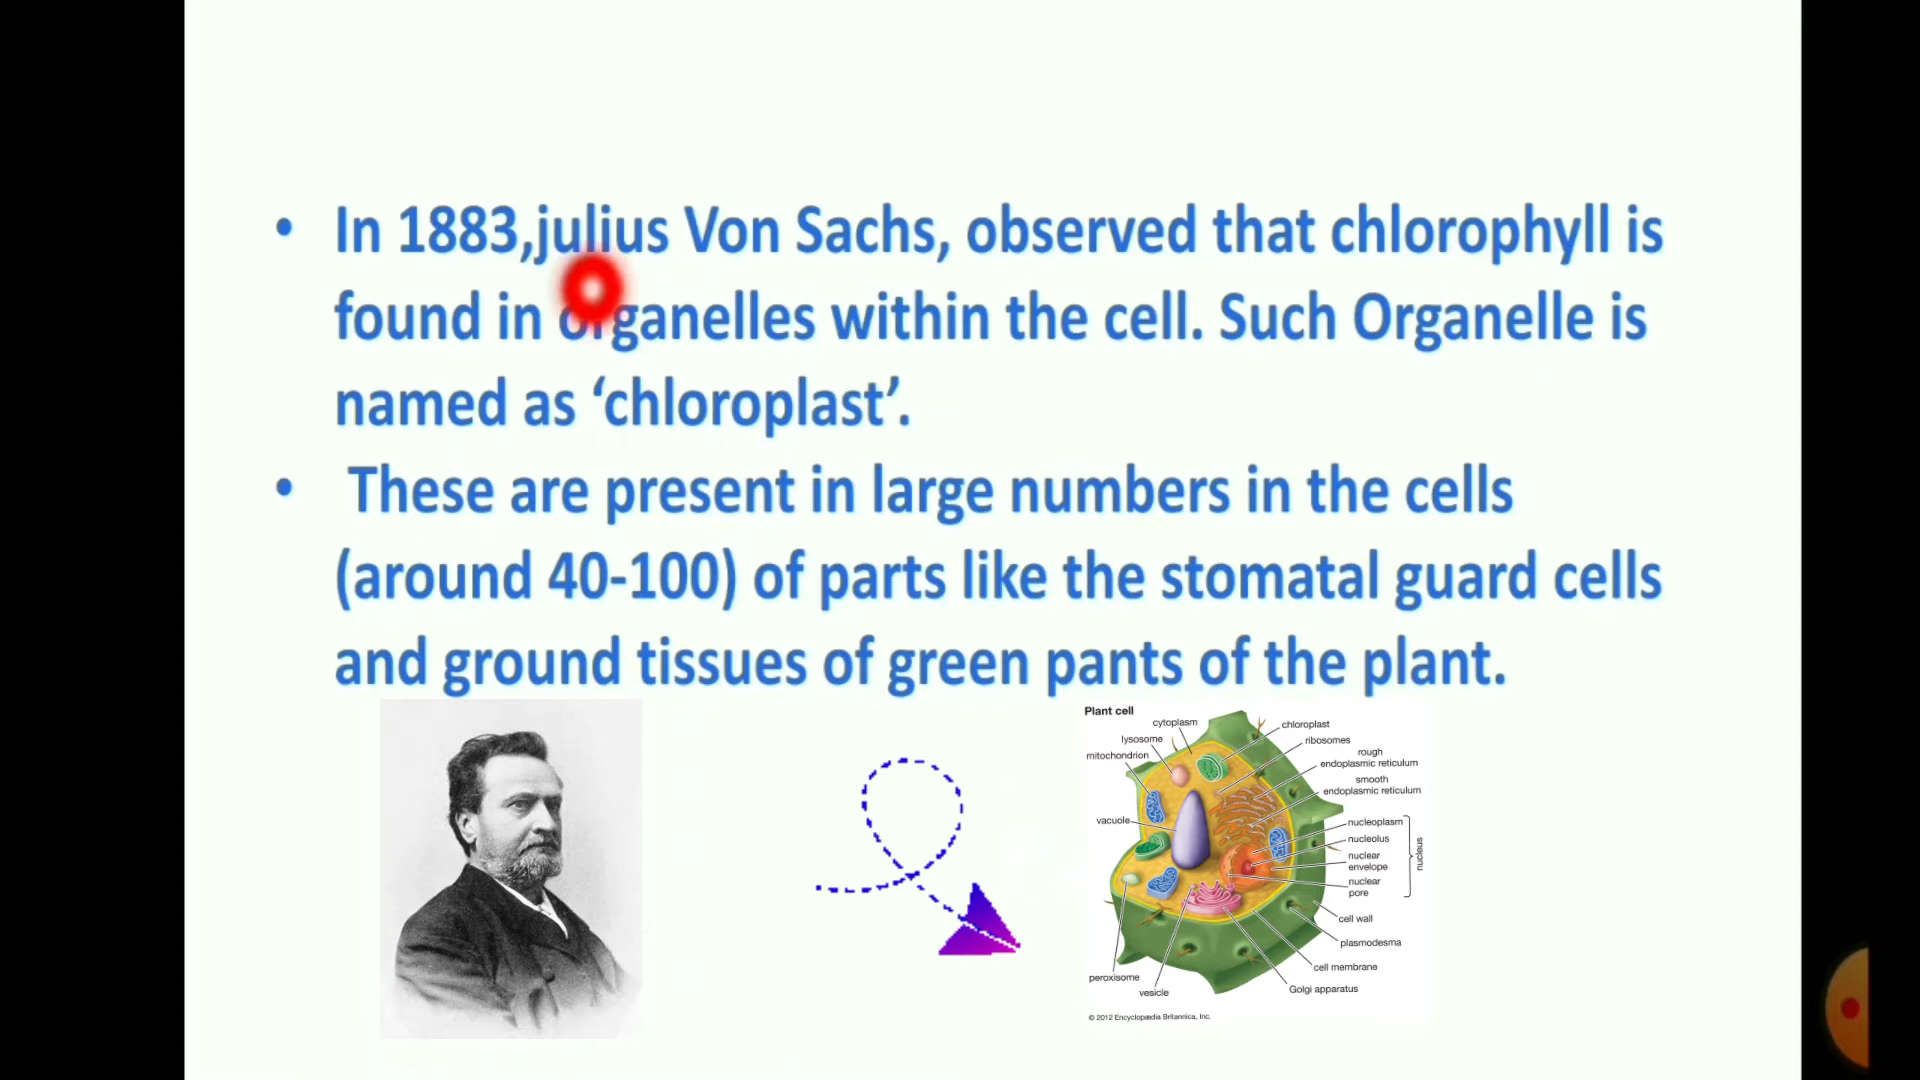 • In 1883,julius Von Sachs, observed that chlorophyll is
found in organelles within the cell. Such Organelle is
named as ‘chloroplast’.
• These are present in large numbers in the cells
(around 40-100) of parts like the stomatal guard cells
and ground tissues of green pants of the plant.
Plant cell
cytoplasm
lysosome
mitochondrion
vacuole
peroxisome
vesicle
chloroplast
ribosomes
rough
endoplasmic reticulum
smooth
endoplasmic reticulum
nucleoplasm
nucleolus
nuclear
envelope
nuclear
pore
nucleus
cell wall
plasmodesma
cell membrane
Golgi apparatus
© 2012 Encyclopædia Britannica, Inc.